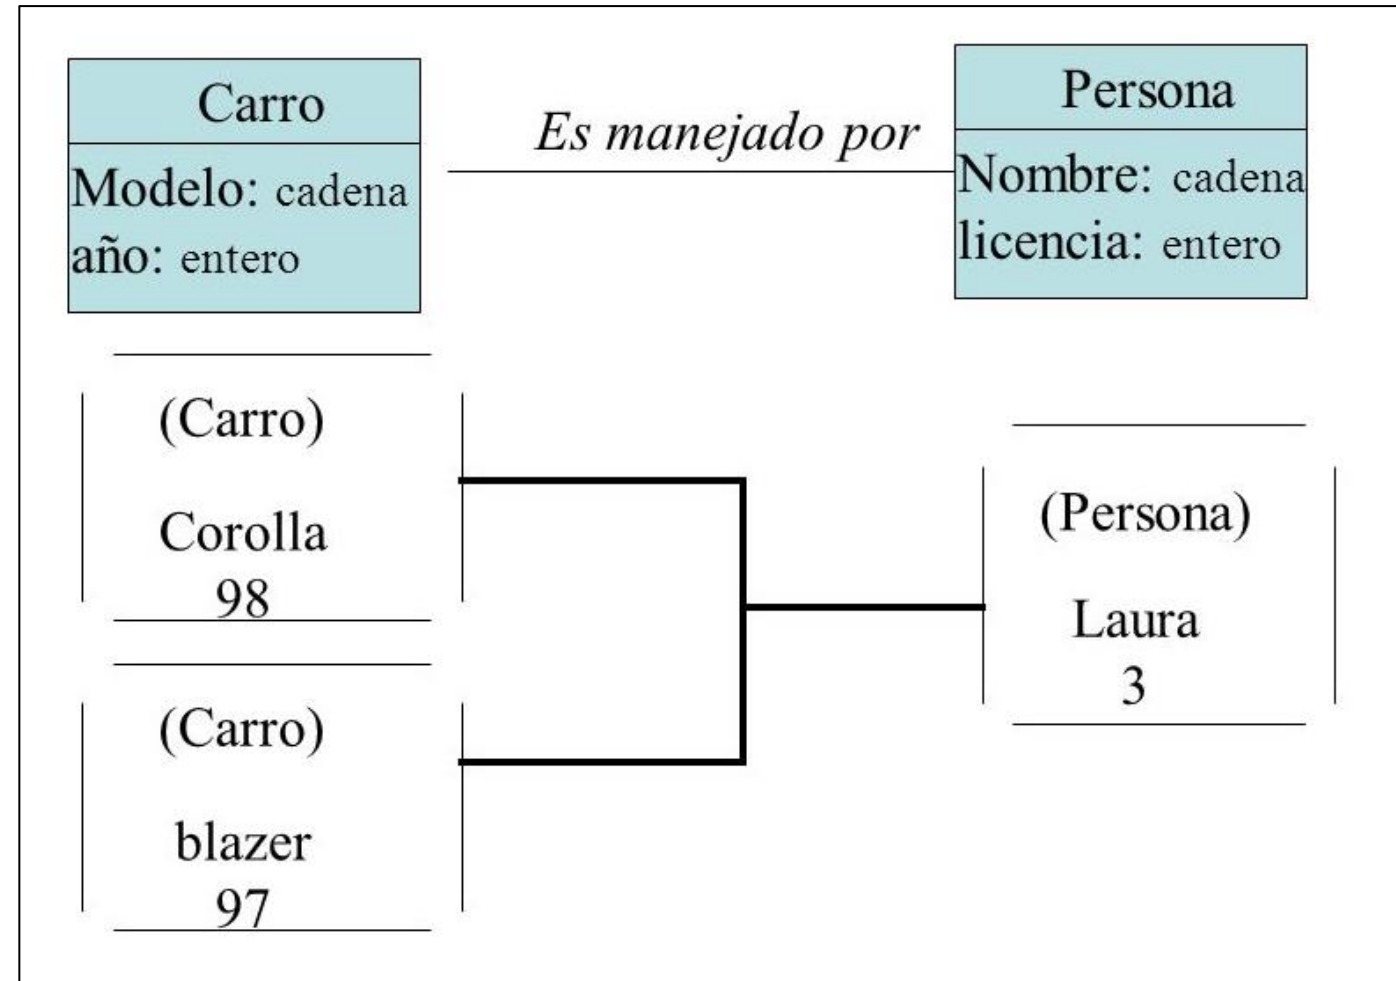 Carro
Modelo: cadena
año: entero
Es manejado por
Persona
Nombre: cadena
licencia: entero
(Carro)
Corolla
98
(Carro)
blazer
97
(Persona)
Laura
3